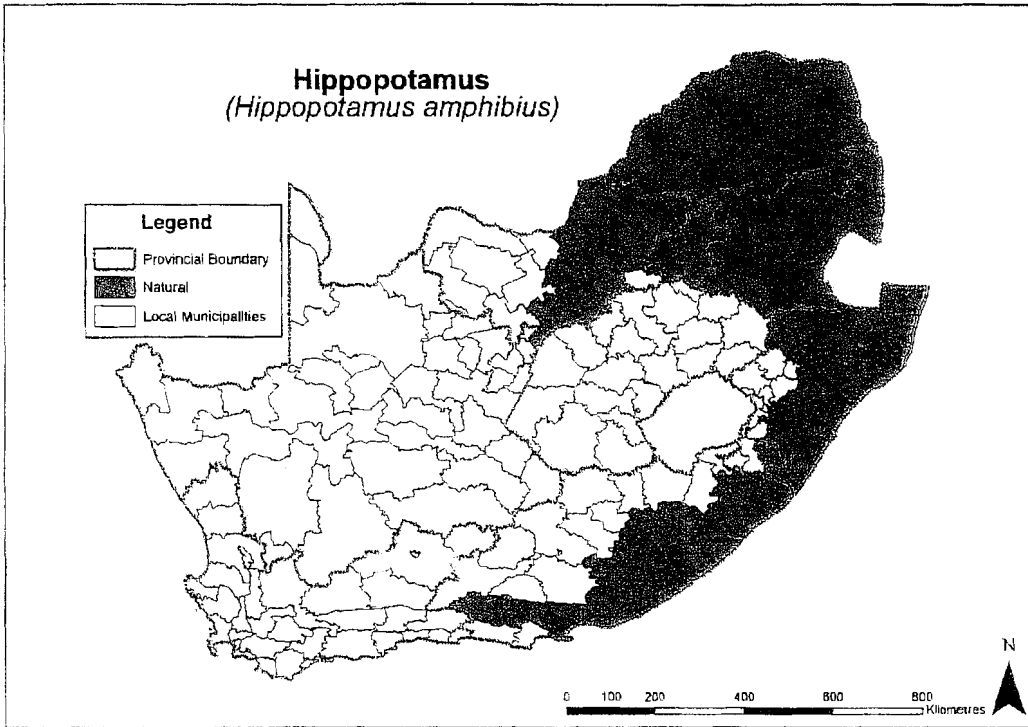 Hippopotamus
(Hippopotamus amphibius)
Legend
Provincial Boundary
Natural
Local Municipalities
N
0 100 200 400 600 800
Kilometres